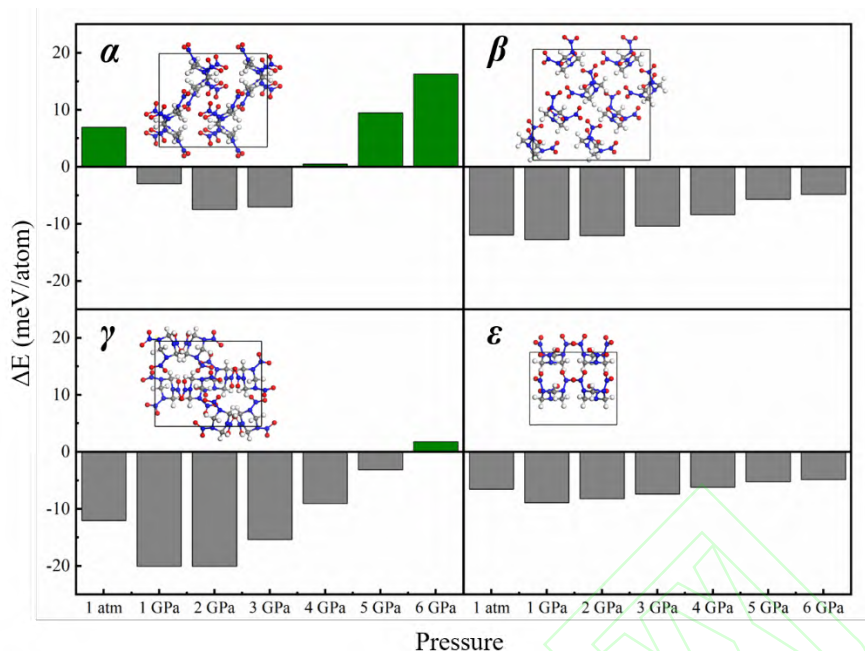 α
β
20
10
0
-10
-20
γ
ε
20
10
0
-10
-20
ΔE (meV/atom)
1 atm 1 GPa 2 GPa 3 GPa 4 GPa 5 GPa 6 GPa
1 atm 1 GPa 2 GPa 3 GPa 4 GPa 5 GPa 6 GPa
Pressure